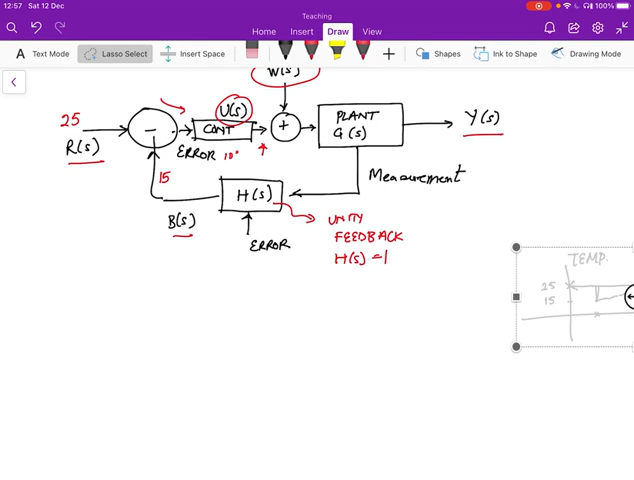 12:57 Sat 12 Dec
Teaching
100%
Home Insert Draw View
A Text Mode Lasso Select Insert Space + Shapes Ink to Shape Drawing Mode
W(s)
25
R(s)
-
U(s)
CONT
+
PLANT
G(s)
Y(s)
ERROR 10°
Measurement
15
H(s)
B(s)
ERROR
UNITY
FEEDBACK
H(s) = 1
TEMP.
25
15